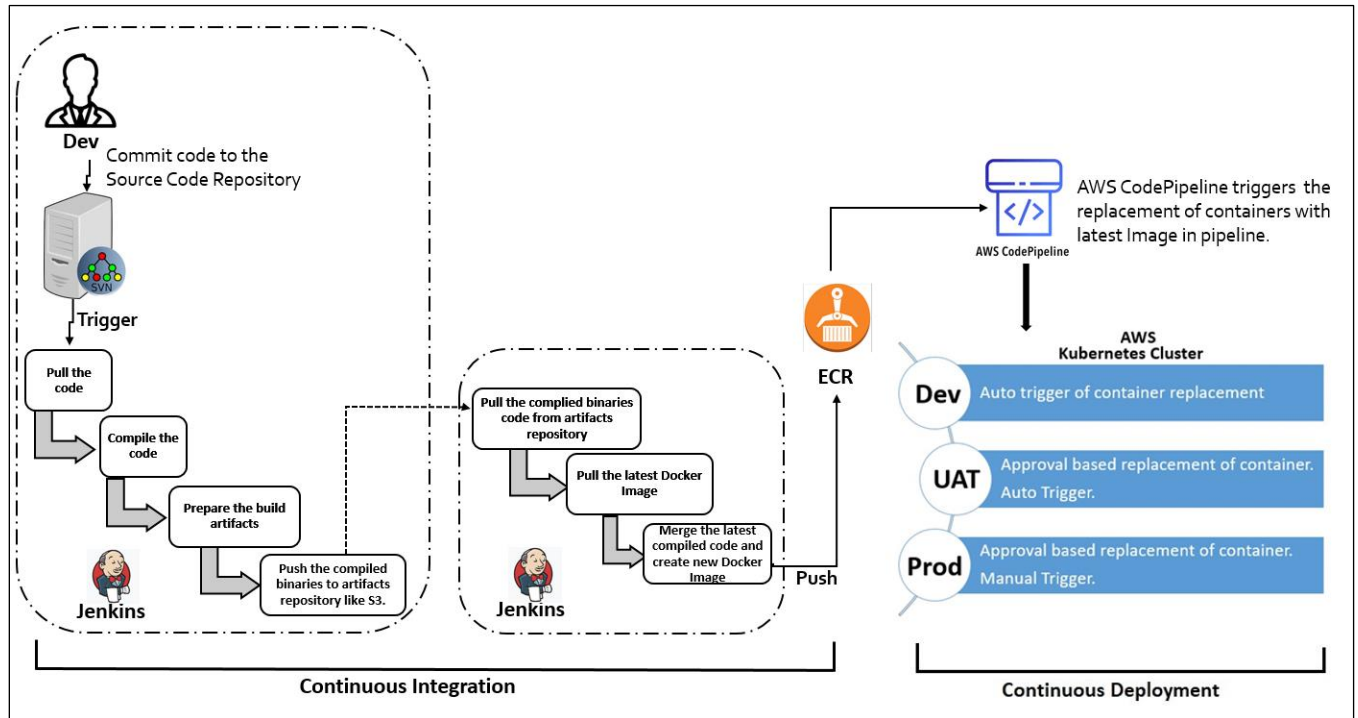 Dev
Commit code to the
Source Code Repository
SVN
Trigger
Pull the
code
Compile the
code
Prepare the build
artifacts
Push the compiled
binaries to artifacts
repository like S3.
Jenkins
Pull the complied binaries
code from artifacts
repository
Pull the latest Docker
Image
Merge the latest
compiled code and
create new Docker
Image
Jenkins
Push
ECR
Continuous Integration
</>
AWS CodePipeline
AWS CodePipeline triggers the
replacement of containers with
latest Image in pipeline.
AWS
Kubernetes Cluster
Dev
Auto trigger of container replacement
UAT
Approval based replacement of container.
Auto Trigger.
Prod
Approval based replacement of container.
Manual Trigger.
Continuous Deployment